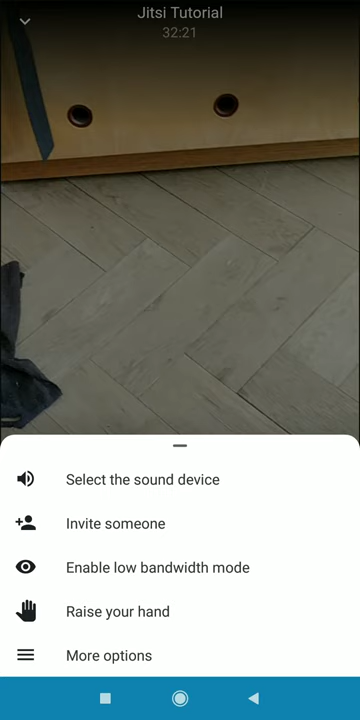 Jitsi Tutorial
32:21
Select the sound device
Invite someone
Enable low bandwidth mode
Raise your hand
More options